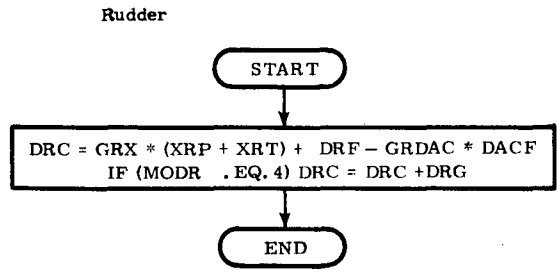 Rudder
START
DRC = GRX * (XRP + XRT) + DRF - GRDAC * DACF
IF (MODR .EQ. 4) DRC = DRC +DRG
END